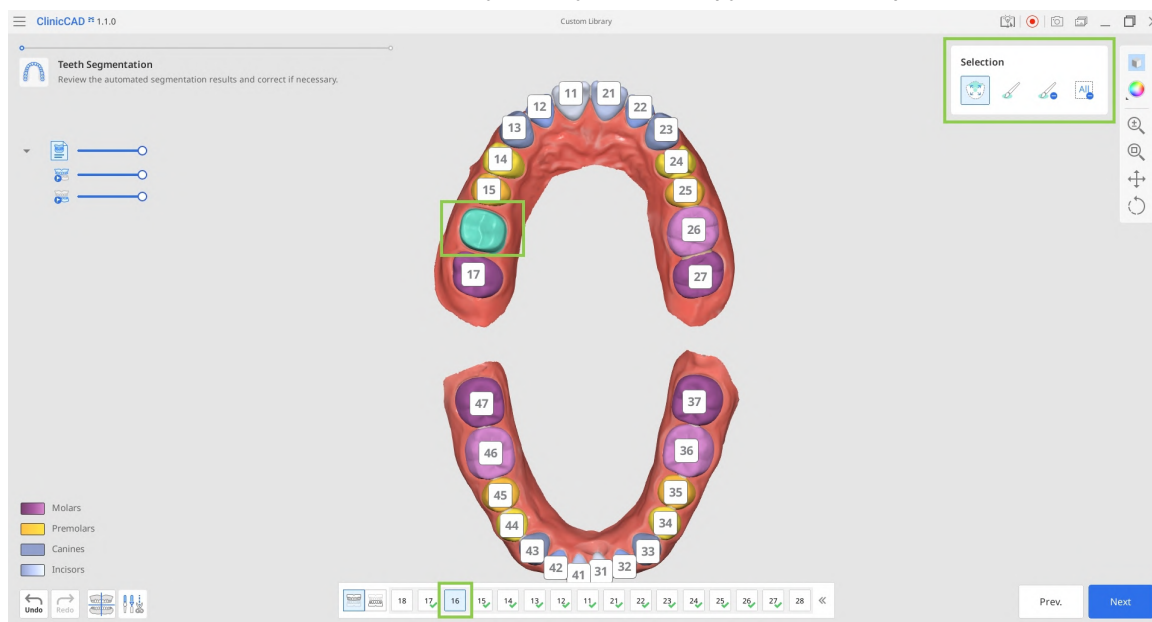 ClinicCAD 1.1.0
Custom Library
Teeth Segmentation
Review the automated segmentation results and correct if necessary.
Selection
All
11 21
12 22
13 23
14 24
15 25
26
17 27
47 37
46 36
45 35
44 34
43 33
42 41 31 32
Molars
Premolars
Canines
Incisors
Undo Redo 18 17 16 15 14 13 12 11 21 22 23 24 25 26 27 28 « Prev. Next